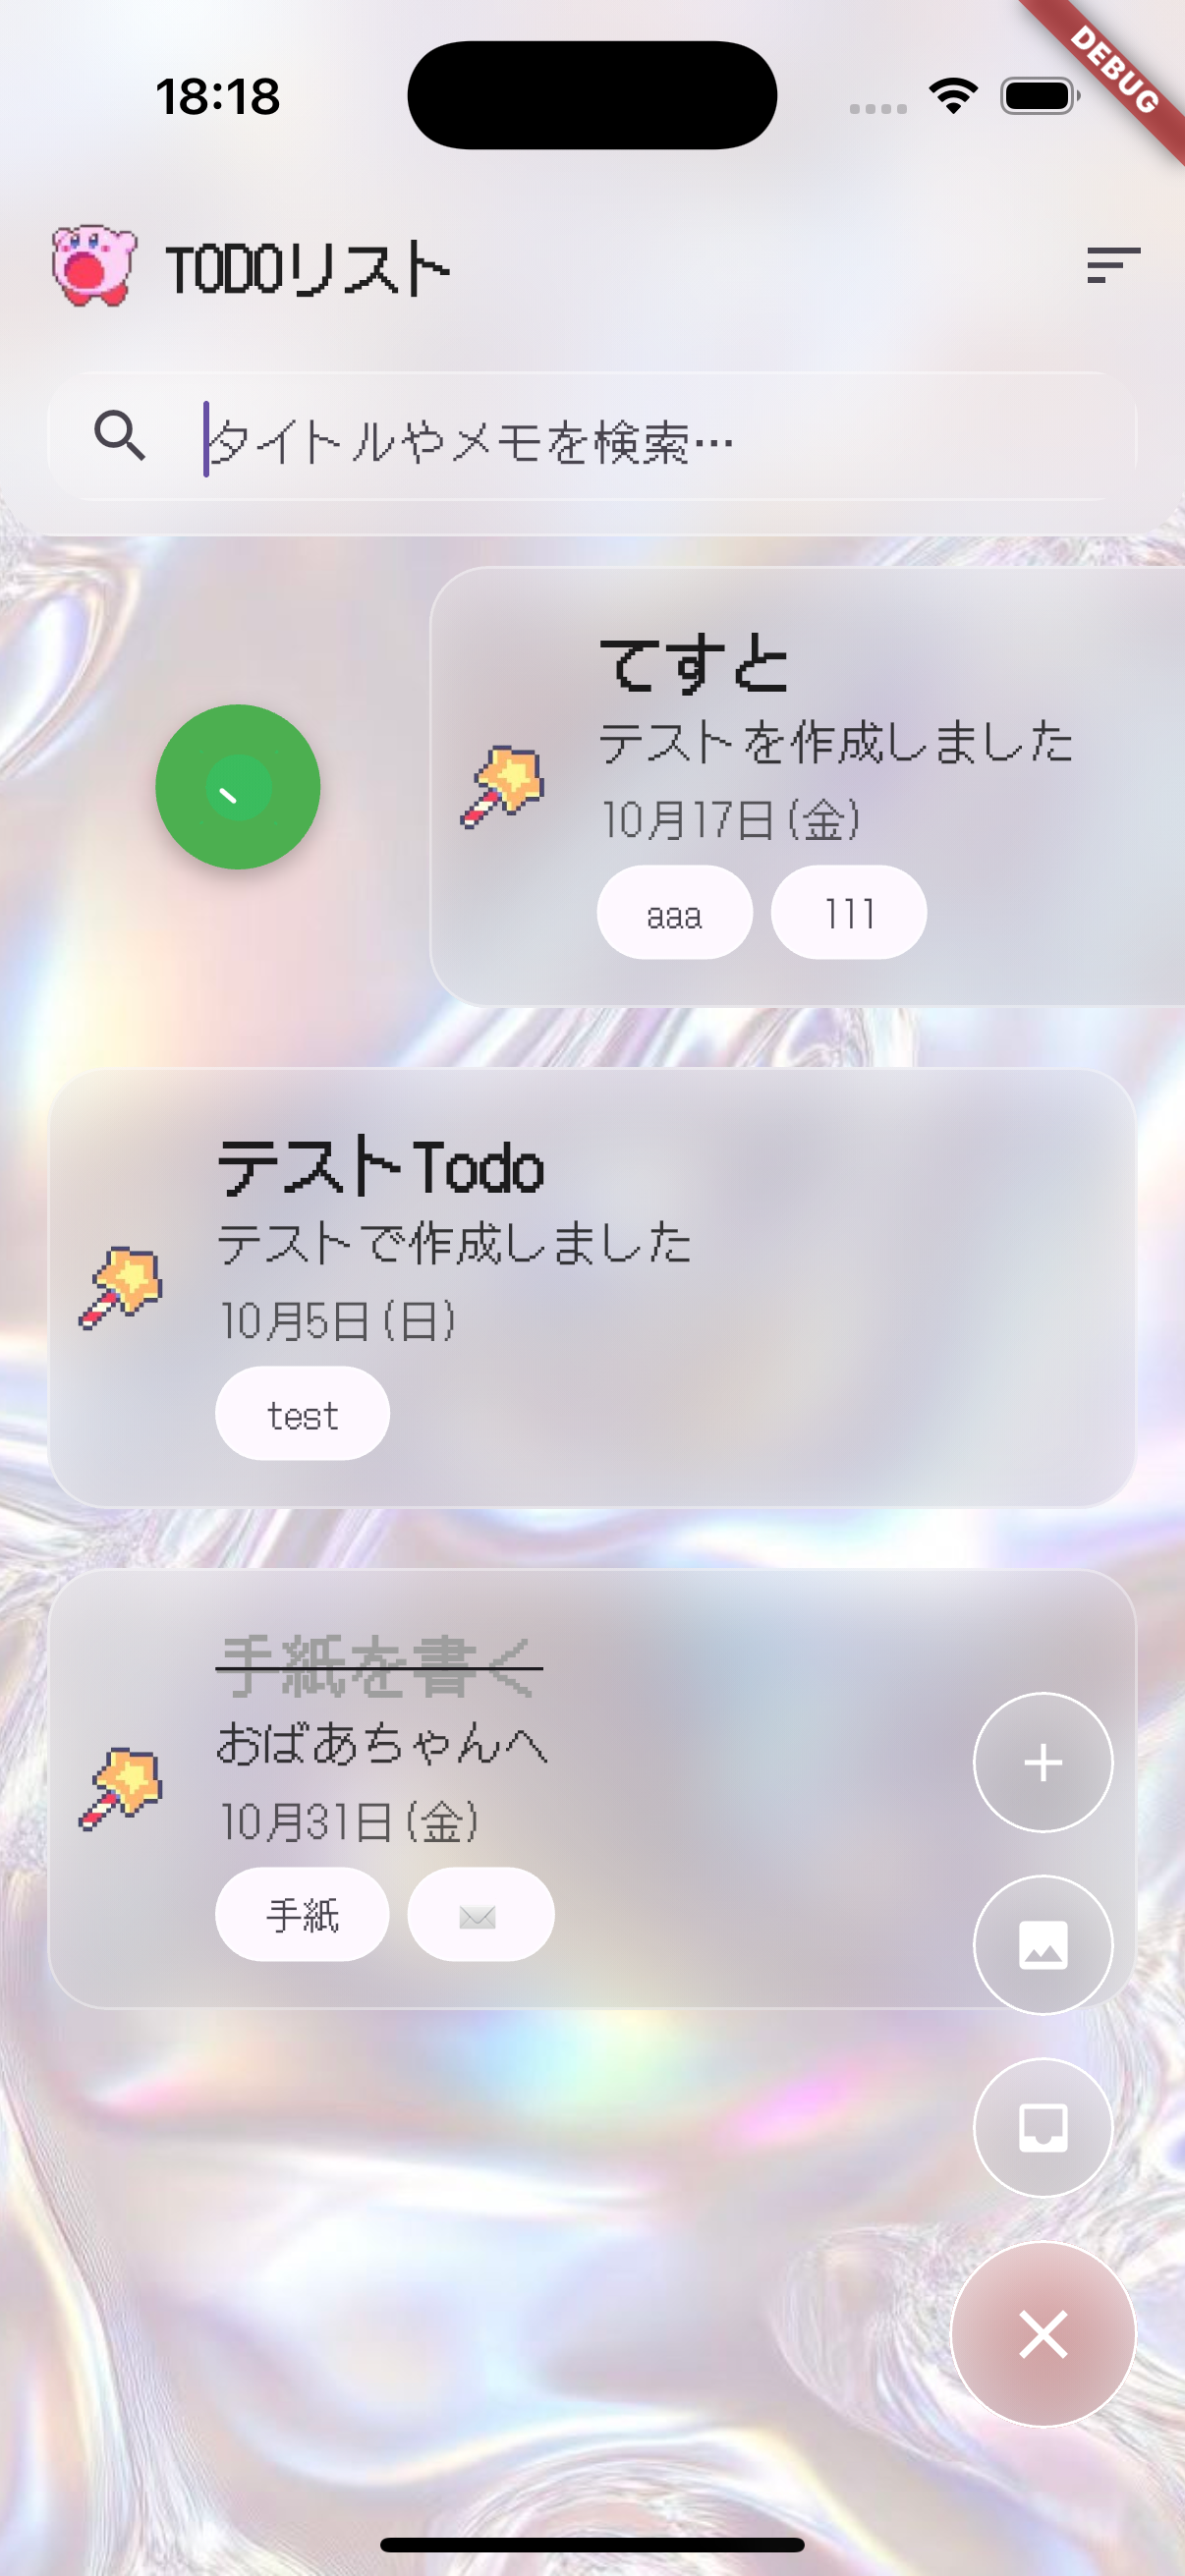 18:18
DEBUG
TODOリスト
タイトルやメモを検索…
てすと
テストを作成しました
10月17日(金)
aaa 111
テストTodo
テストで作成しました
10月5日(日)
test
手紙を書く
おばあちゃんへ
10月31日(金)
手紙 ✉